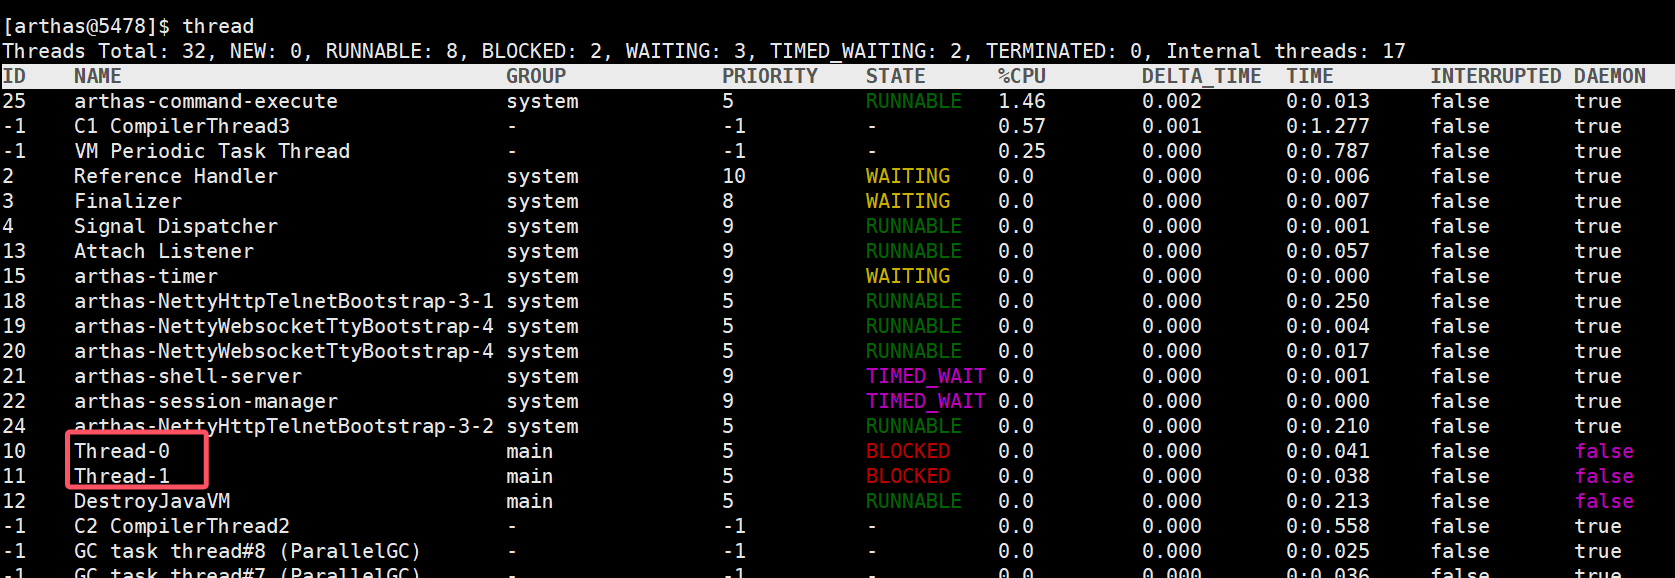 [arthas@5478]$ thread
Threads Total: 32, NEW: 0, RUNNABLE: 8, BLOCKED: 2, WAITING: 3, TIMED_WAITING: 2, TERMINATED: 0, Internal threads: 17
ID NAME GROUP PRIORITY STATE %CPU DELTA_TIME TIME INTERRUPTED DAEMON
25 arthas-command-execute system 5 RUNNABLE 1.46 0.002 0:0.013 false true
-1 C1 CompilerThread3 - -1 - 0.57 0.001 0:1.277 false true
-1 VM Periodic Task Thread - -1 - 0.25 0.000 0:0.787 false true
2 Reference Handler system 10 WAITING 0.0 0.000 0:0.006 false true
3 Finalizer system 8 WAITING 0.0 0.000 0:0.007 false true
4 Signal Dispatcher system 9 RUNNABLE 0.0 0.000 0:0.001 false true
13 Attach Listener system 9 RUNNABLE 0.0 0.000 0:0.057 false true
15 arthas-timer system 9 WAITING 0.0 0.000 0:0.000 false true
18 arthas-NettyHttpTelnetBootstrap-3-1 system 5 RUNNABLE 0.0 0.000 0:0.250 false true
19 arthas-NettyWebsocketTtyBootstrap-4 system 5 RUNNABLE 0.0 0.000 0:0.004 false true
20 arthas-NettyWebsocketTtyBootstrap-4 system 5 RUNNABLE 0.0 0.000 0:0.017 false true
21 arthas-shell-server system 9 TIMED_WAIT 0.0 0.000 0:0.001 false true
22 arthas-session-manager system 9 TIMED_WAIT 0.0 0.000 0:0.000 false true
24 arthas-NettyHttpTelnetBootstrap-3-2 system 5 RUNNABLE 0.0 0.000 0:0.210 false true
10 Thread-0 main 5 BLOCKED 0.0 0.000 0:0.041 false false
11 Thread-1 main 5 BLOCKED 0.0 0.000 0:0.038 false false
12 DestroyJavaVM main 5 RUNNABLE 0.0 0.000 0:0.213 false false
-1 C2 CompilerThread2 - -1 - 0.0 0.000 0:0.558 false true
-1 GC task thread#8 (ParallelGC) - -1 - 0.0 0.000 0:0.025 false true
-1 GC task thread#7 (ParallelGC) - -1 - 0.0 0.000 0:0.036 false true